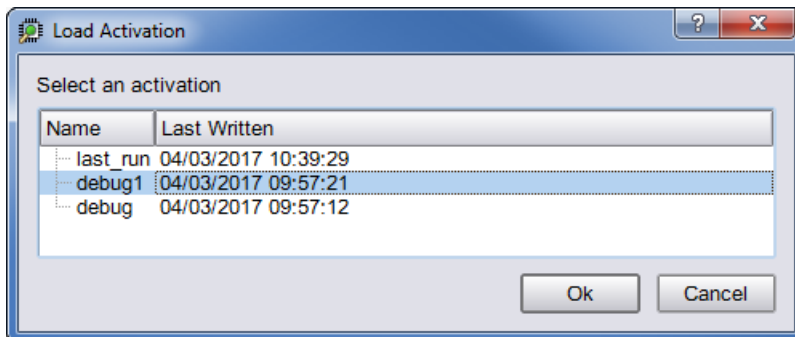 Load Activation
Select an activation
Name Last Written
last_run 04/03/2017 10:39:29
debug1 04/03/2017 09:57:21
debug 04/03/2017 09:57:12
Ok Cancel